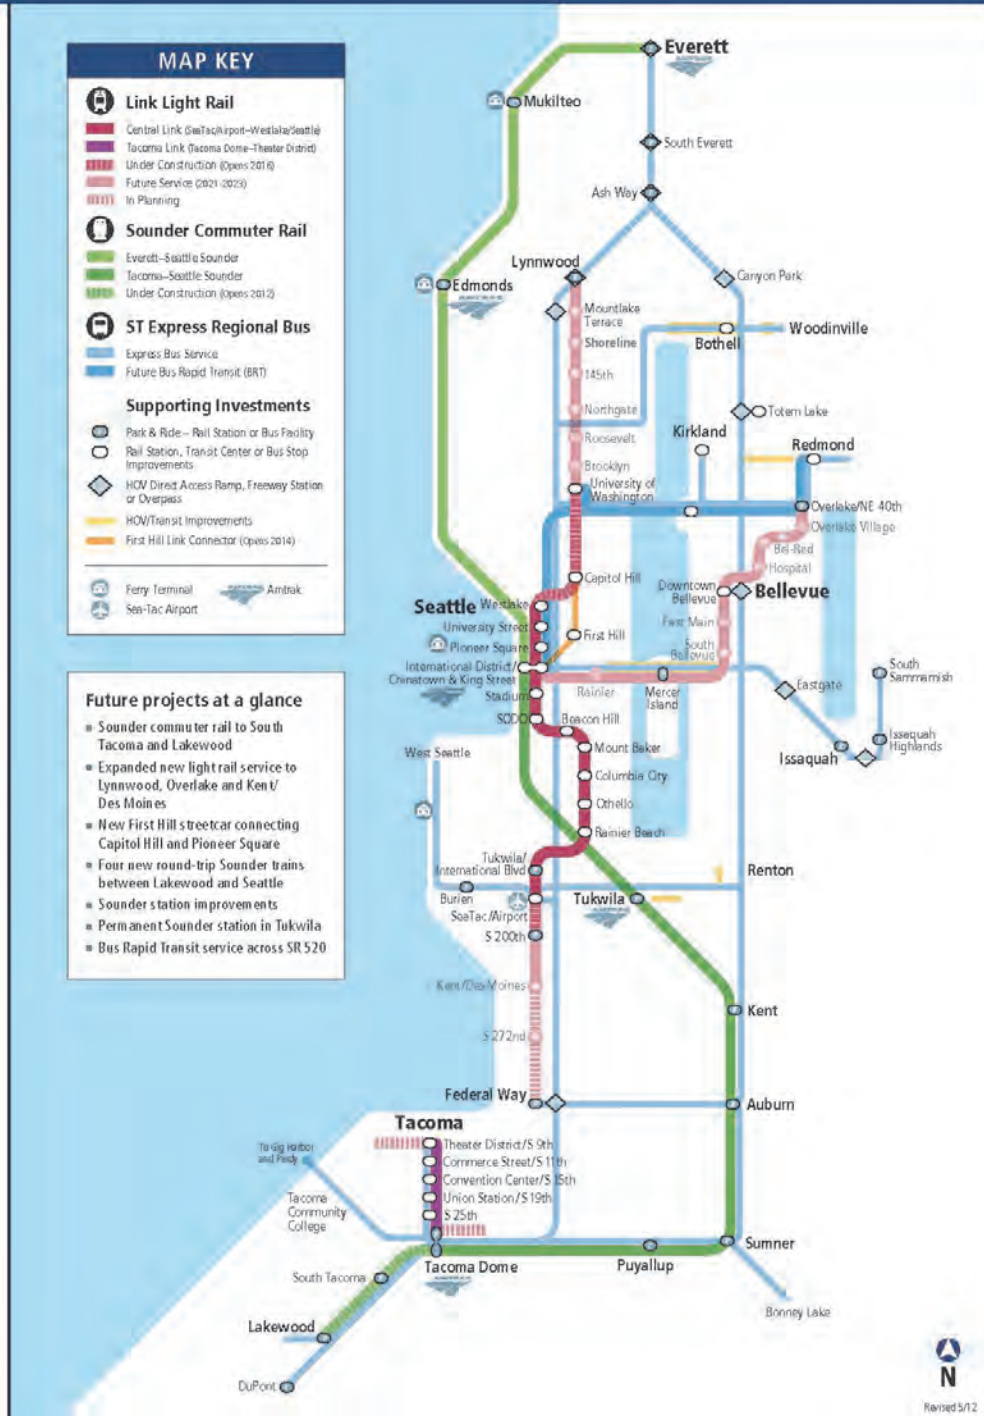 MAP KEY
Link Light Rail
Central Link (SeaTac/Airport–Westlake/Seattle)
Tacoma Link (Tacoma Dome–Theater District)
Under Construction (Opens 2016)
Future Service (2021-2023)
In Planning
Sounder Commuter Rail
Everett–Seattle Sounder
Tacoma–Seattle Sounder
Under Construction (Opens 2012)
ST Express Regional Bus
Express Bus Service
Future Bus Rapid Transit (BRT)
Supporting Investments
Park & Ride – Rail Station or Bus Facility
Rail Station, Transit Center or Bus Stop
Improvements
HOV Direct Access Ramp, Freeway Station
or Overpass
HOV/Transit Improvements
First Hill Link Connector (Opens 2014)
Ferry Terminal
Amtrak
Sea-Tac Airport
Future projects at a glance
Sounder commuter rail to South
Tacoma and Lakewood
Expanded new light rail service to
Lynnwood, Overlake and Kent/
Des Moines
New First Hill streetcar connecting
Capitol Hill and Pioneer Square
Four new round-trip Sounder trains
between Lakewood and Seattle
Sounder station improvements
Permanent Sounder station in Tukwila
Bus Rapid Transit service across SR 520
Everett
Mukilteo
South Everett
Ash Way
Lynnwood
Canyon Park
Edmonds
Mountlake
Terrace
Woodinville
Shoreline
Bothell
145th
Northgate
Totem Lake
Roosevelt
Kirkland
Redmond
Brooklyn
University of
Washington
Overlake/NE 40th
Overlake Village
Bel-Red
Hospital
Capitol Hill
Downtown
Bellevue
Bellevue
Seattle
Westlake
University Street
East Main
First Hill
Pioneer Square
South
Bellevue
International District/
Chinatown & King Street
South
Sammamish
Stadium
Rainier
Mercer
Island
Eastgate
SODO
Beacon Hill
Issaquah
Highlands
West Seattle
Mount Baker
Issaquah
Columbia City
Othello
Rainier Beach
Tukwila/
International Blvd
Renton
Burien
Tukwila
SeaTac/Airport
S 200th
Kent/Des Moines
Kent
S 272nd
Federal Way
Auburn
Tacoma
Theater District/S 9th
To Gig Harbor
and Purdy
Commerce Street/S 11th
Convention Center/S 15th
Tacoma
Community
College
Union Station/S 19th
S 25th
Sumner
Tacoma Dome
Puyallup
South Tacoma
Bonney Lake
Lakewood
DuPont
N
Revised 5/12